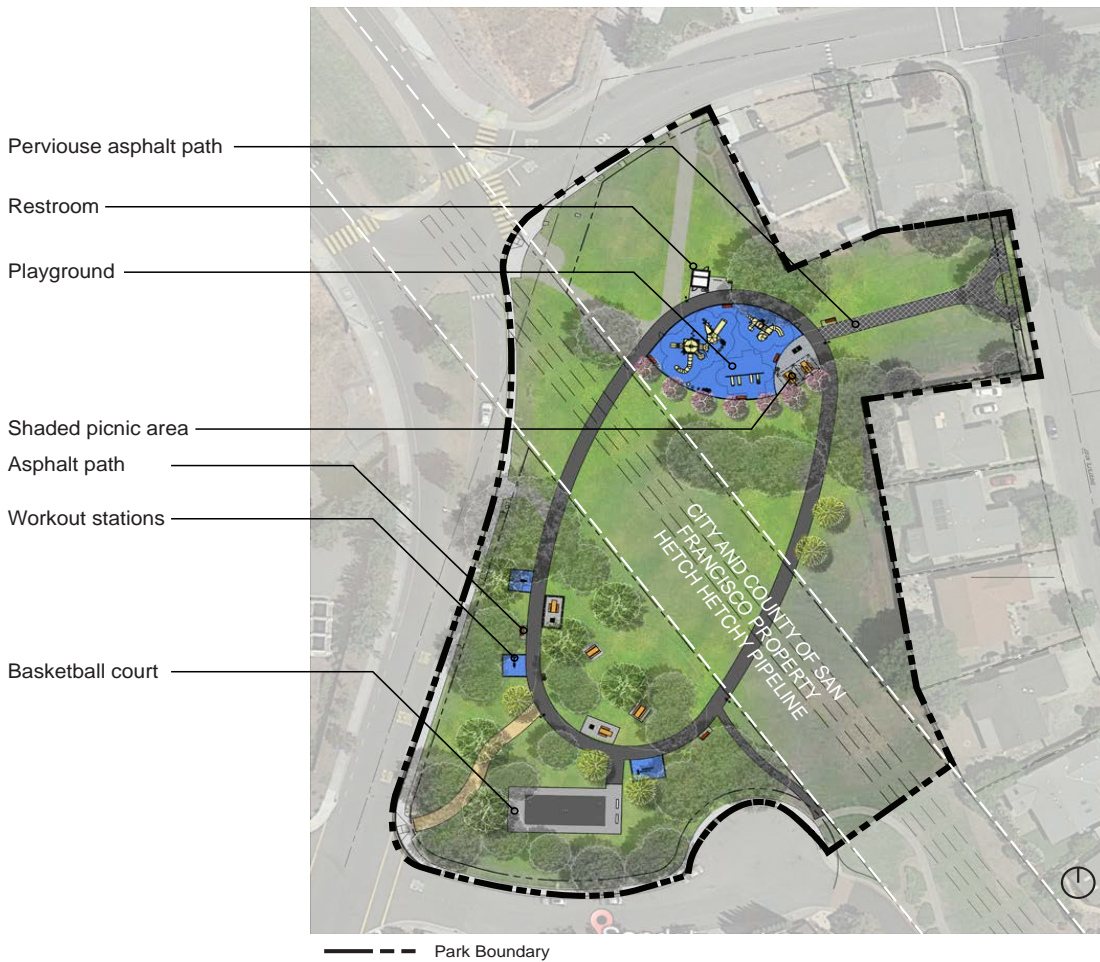 Perviouse asphalt path
Restroom
Playground
Shaded picnic area
Asphalt path
Workout stations
Basketball court
CITY AND COUNTY OF SAN
FRANCISCO PROPERTY
HETCH HETCHY PIPELINE
Park Boundary